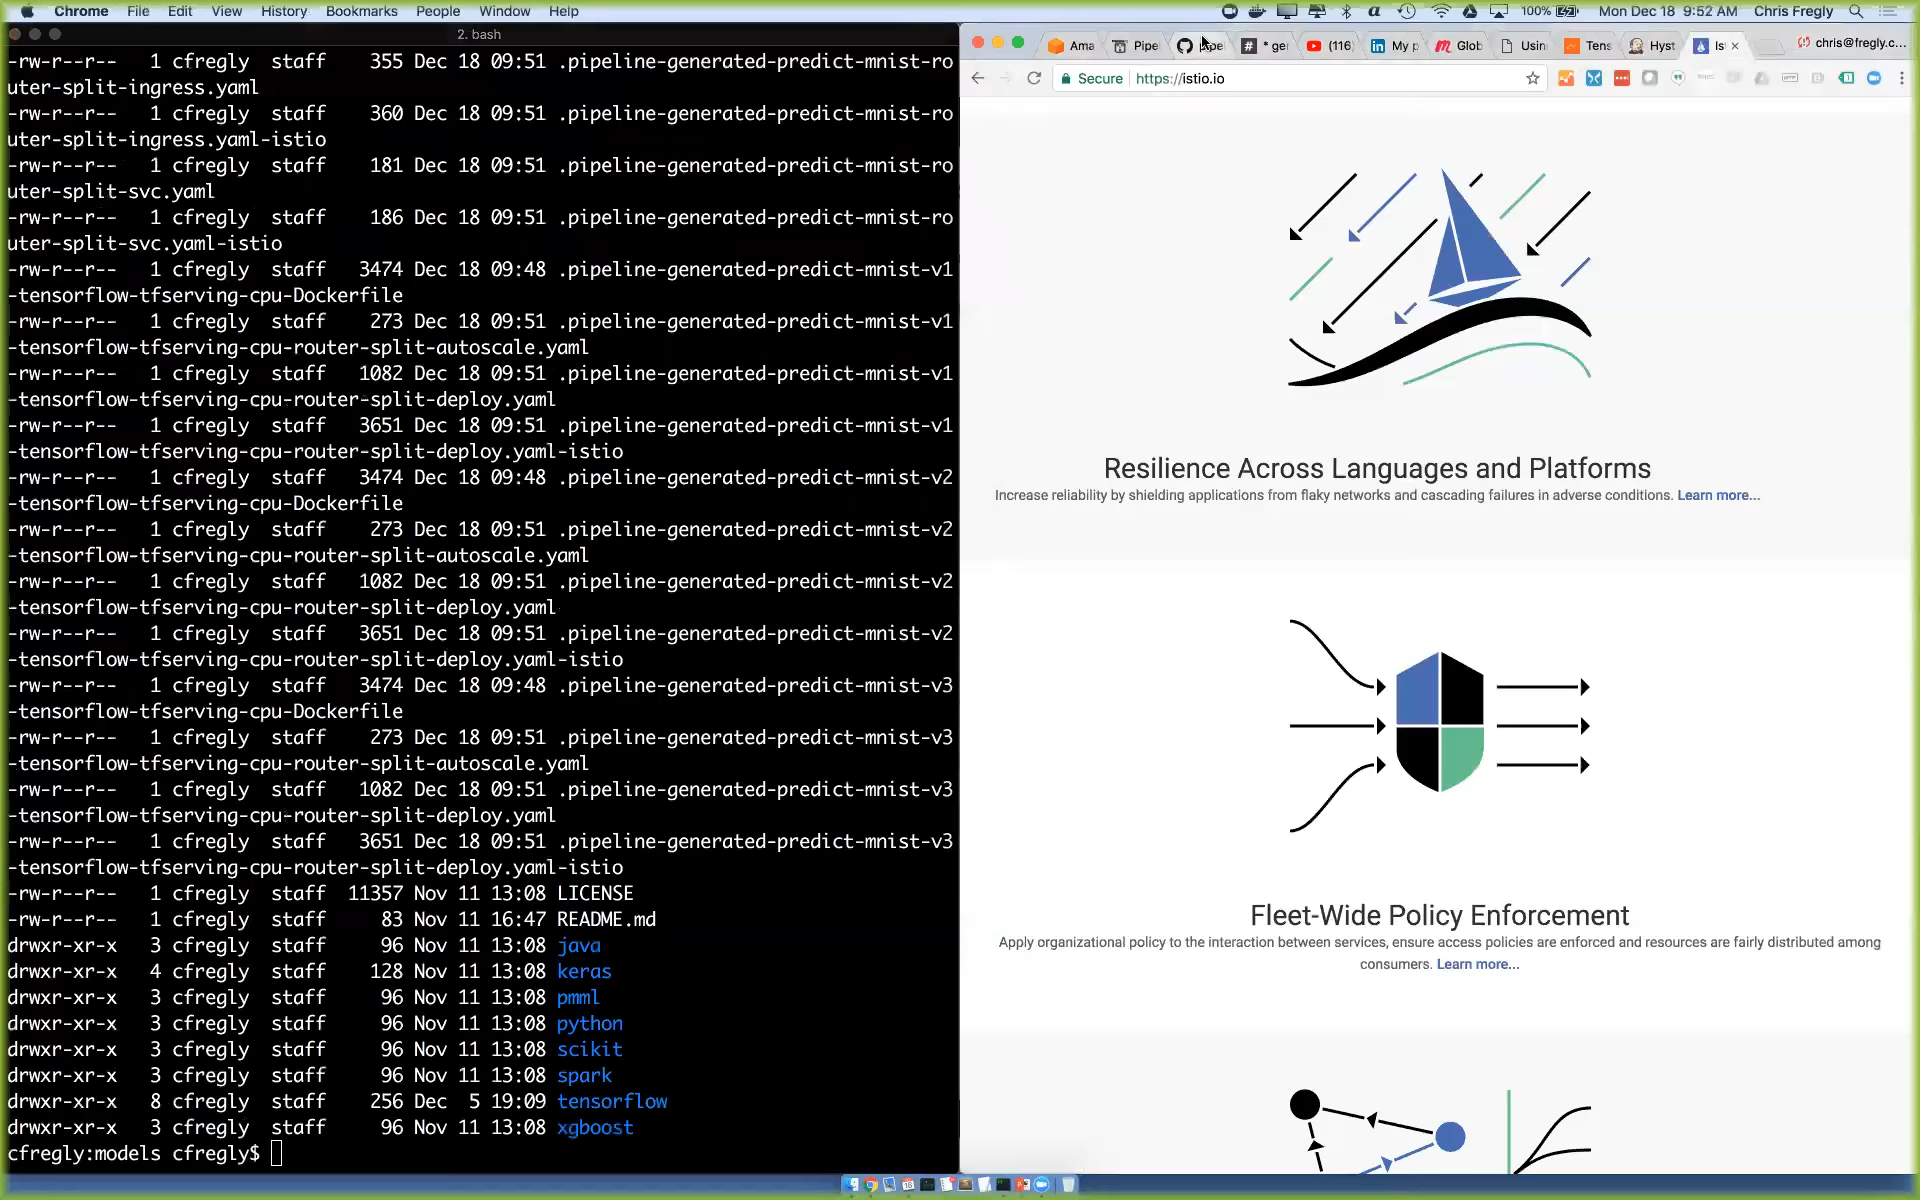 Chrome File Edit View History Bookmarks People Window Help 100% Mon Dec 18 9:52 AM Chris Fregly
2. bash
-rw-r--r-- 1 cfregly staff 355 Dec 18 09:51 .pipeline-generated-predict-mnist-ro
uter-split-ingress.yaml
-rw-r--r-- 1 cfregly staff 360 Dec 18 09:51 .pipeline-generated-predict-mnist-ro
uter-split-ingress.yaml-istio
-rw-r--r-- 1 cfregly staff 181 Dec 18 09:51 .pipeline-generated-predict-mnist-ro
uter-split-svc.yaml
-rw-r--r-- 1 cfregly staff 186 Dec 18 09:51 .pipeline-generated-predict-mnist-ro
uter-split-svc.yaml-istio
-rw-r--r-- 1 cfregly staff 3474 Dec 18 09:48 .pipeline-generated-predict-mnist-v1
-tensorflow-tfserving-cpu-Dockerfile
-rw-r--r-- 1 cfregly staff 273 Dec 18 09:51 .pipeline-generated-predict-mnist-v1
-tensorflow-tfserving-cpu-router-split-autoscale.yaml
-rw-r--r-- 1 cfregly staff 1082 Dec 18 09:51 .pipeline-generated-predict-mnist-v1
-tensorflow-tfserving-cpu-router-split-deploy.yaml
-rw-r--r-- 1 cfregly staff 3651 Dec 18 09:51 .pipeline-generated-predict-mnist-v1
-tensorflow-tfserving-cpu-router-split-deploy.yaml-istio
-rw-r--r-- 1 cfregly staff 3474 Dec 18 09:48 .pipeline-generated-predict-mnist-v2
-tensorflow-tfserving-cpu-Dockerfile
-rw-r--r-- 1 cfregly staff 273 Dec 18 09:51 .pipeline-generated-predict-mnist-v2
-tensorflow-tfserving-cpu-router-split-autoscale.yaml
-rw-r--r-- 1 cfregly staff 1082 Dec 18 09:51 .pipeline-generated-predict-mnist-v2
-tensorflow-tfserving-cpu-router-split-deploy.yaml
-rw-r--r-- 1 cfregly staff 3651 Dec 18 09:51 .pipeline-generated-predict-mnist-v2
-tensorflow-tfserving-cpu-router-split-deploy.yaml-istio
-rw-r--r-- 1 cfregly staff 3474 Dec 18 09:48 .pipeline-generated-predict-mnist-v3
-tensorflow-tfserving-cpu-Dockerfile
-rw-r--r-- 1 cfregly staff 273 Dec 18 09:51 .pipeline-generated-predict-mnist-v3
-tensorflow-tfserving-cpu-router-split-autoscale.yaml
-rw-r--r-- 1 cfregly staff 1082 Dec 18 09:51 .pipeline-generated-predict-mnist-v3
-tensorflow-tfserving-cpu-router-split-deploy.yaml
-rw-r--r-- 1 cfregly staff 3651 Dec 18 09:51 .pipeline-generated-predict-mnist-v3
-tensorflow-tfserving-cpu-router-split-deploy.yaml-istio
-rw-r--r-- 1 cfregly staff 11357 Nov 11 13:08 LICENSE
-rw-r--r-- 1 cfregly staff 83 Nov 11 16:47 README.md
drwxr-xr-x 3 cfregly staff 96 Nov 11 13:08 java
drwxr-xr-x 4 cfregly staff 128 Nov 11 13:08 keras
drwxr-xr-x 3 cfregly staff 96 Nov 11 13:08 pmml
drwxr-xr-x 3 cfregly staff 96 Nov 11 13:08 python
drwxr-xr-x 3 cfregly staff 96 Nov 11 13:08 scikit
drwxr-xr-x 3 cfregly staff 96 Nov 11 13:08 spark
drwxr-xr-x 8 cfregly staff 256 Dec 5 19:09 tensorflow
drwxr-xr-x 3 cfregly staff 96 Nov 11 13:08 xgboost
cfregly:models cfregly$
Ama Pipe * ge (116 My p Glob Usin Tens Hyst Is chris@fregly.c...
Secure https://istio.io
Resilience Across Languages and Platforms
Increase reliability by shielding applications from flaky networks and cascading failures in adverse conditions. Learn more...
Fleet-Wide Policy Enforcement
Apply organizational policy to the interaction between services, ensure access policies are enforced and resources are fairly distributed among
consumers. Learn more...